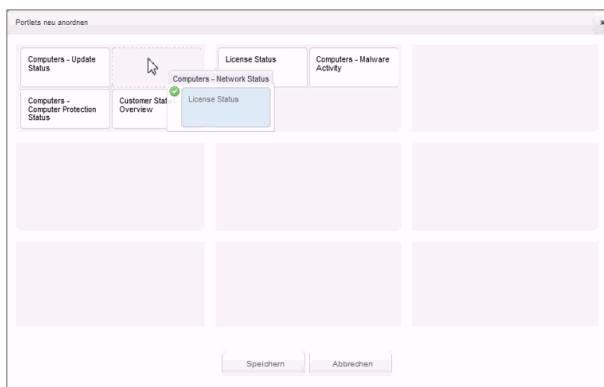 Portlets neu anordnen
Computers - Update
Status
License Status
Computers - Malware
Activity
Computers - Network Status
License Status
Computers -
Computer Protection
Status
Customer Stat
Overview
Speichern
Abbrechen